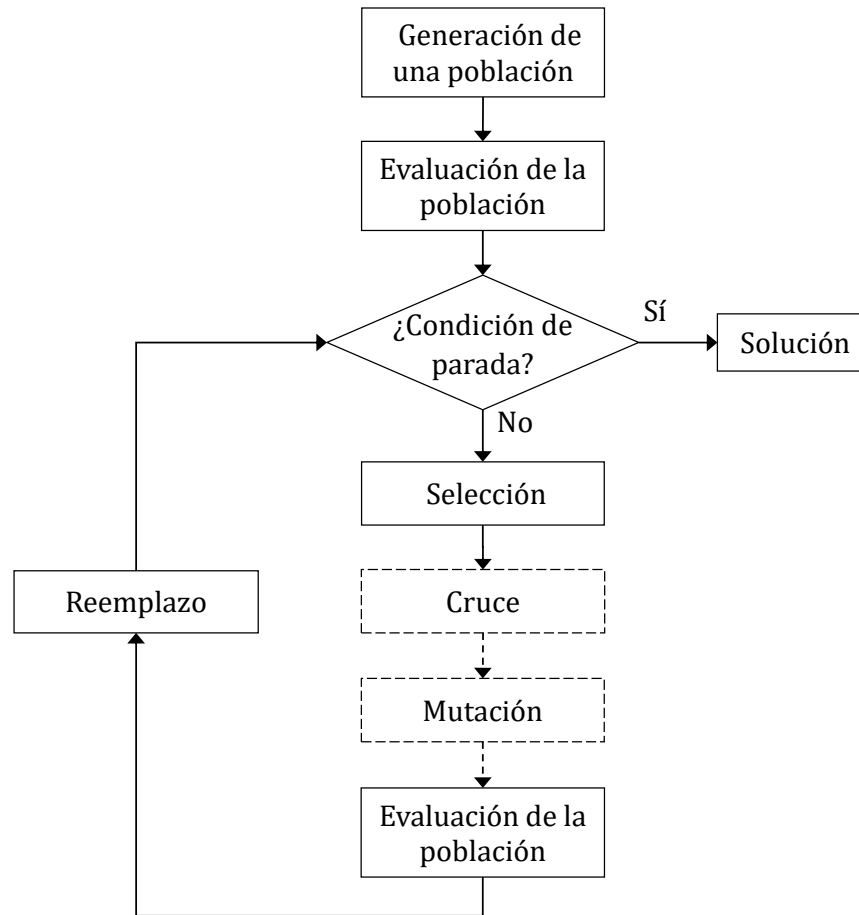 Generación de
una población
Evaluación de la
población
¿Condición de
parada?
Sí
Solución
No
Selección
Cruce
Reemplazo
Mutación
Evaluación de la
población